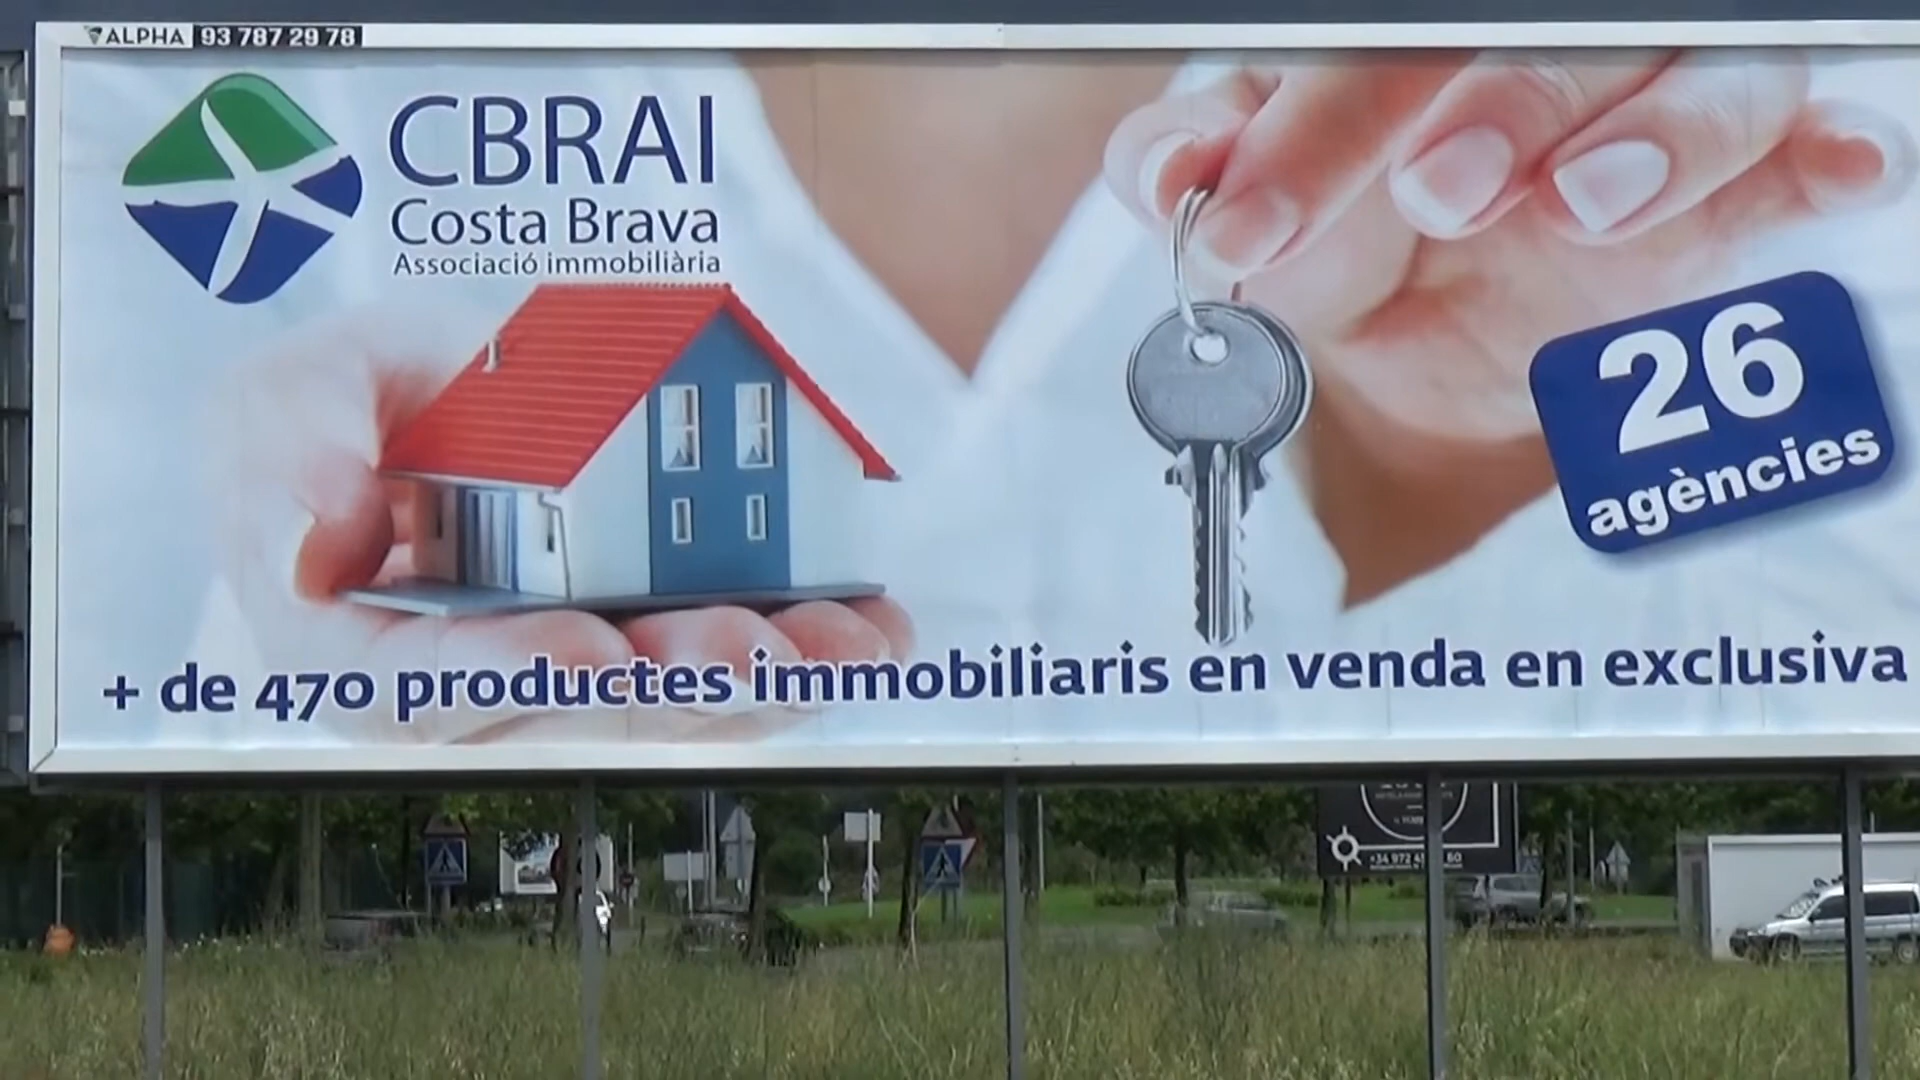 ALPHA 93 787 29 78
CBRAI
Costa Brava
Associació immobiliària
26
agències
+ de 470 productes immobiliaris en venda en exclusiva